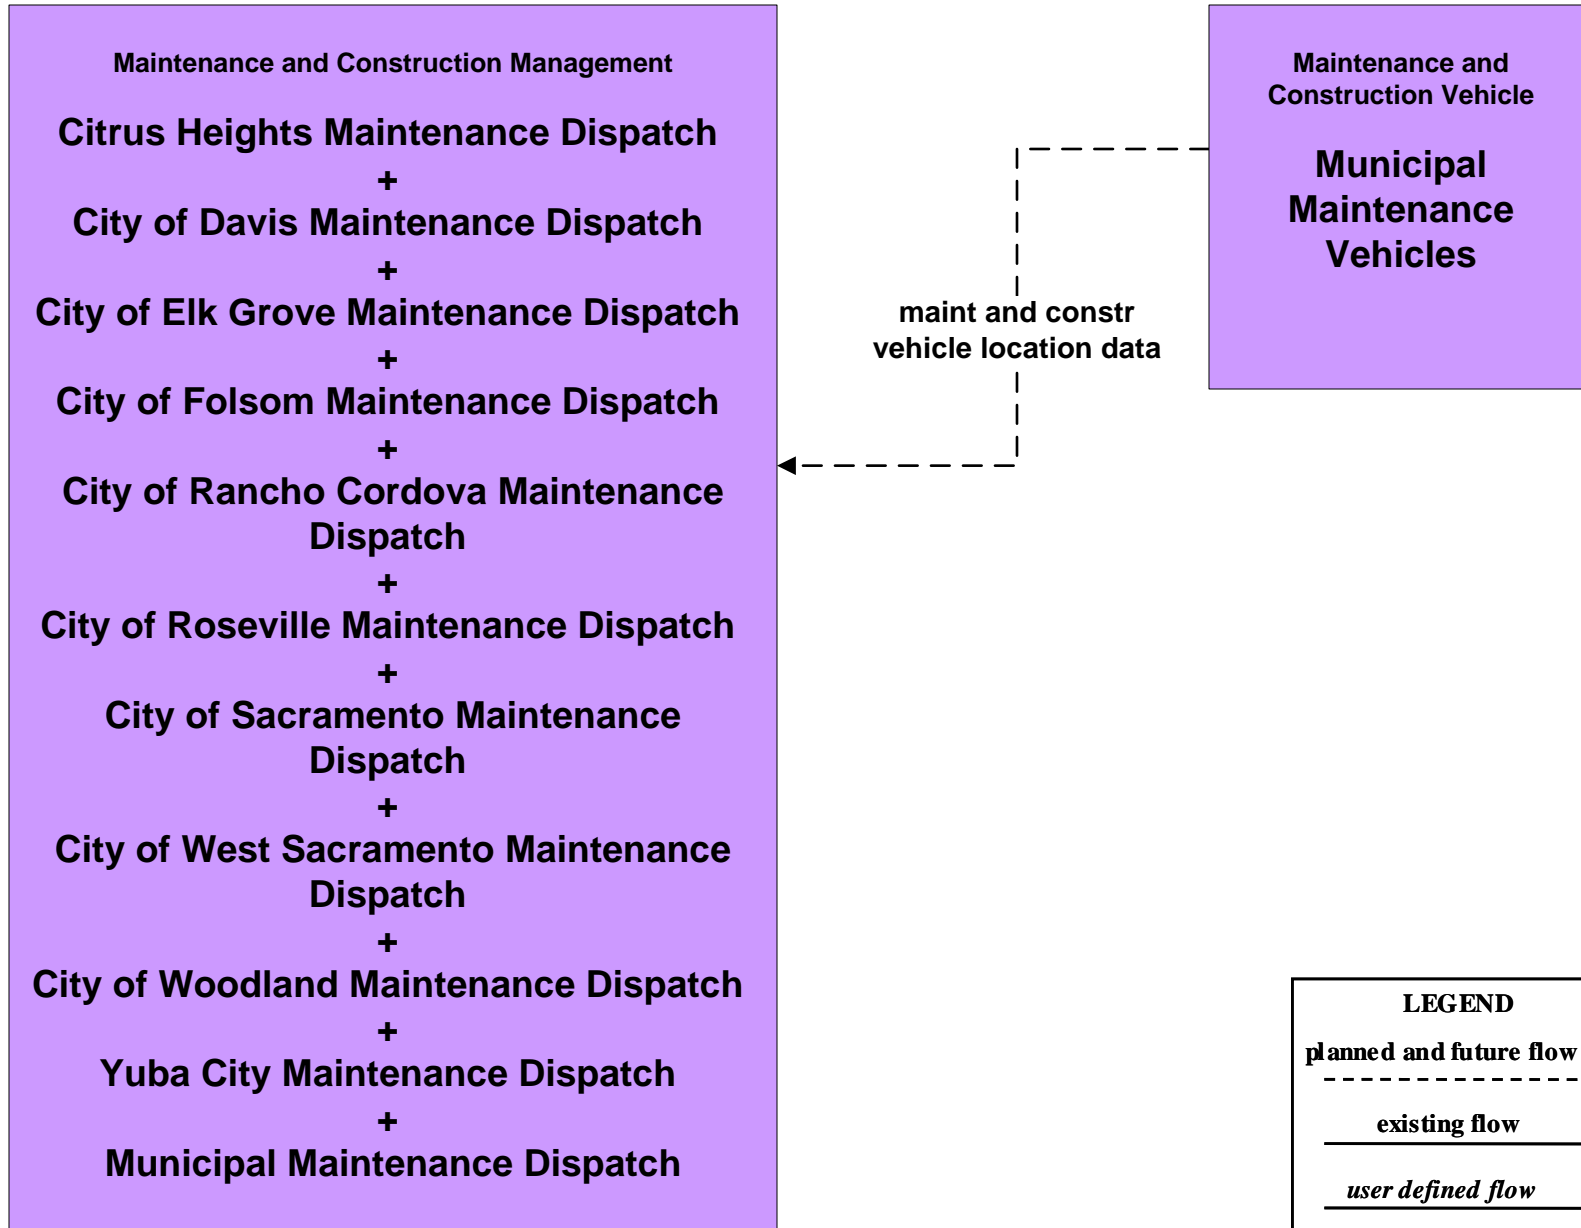 Maintenance and Construction Management
Citrus Heights Maintenance Dispatch
+
City of Davis Maintenance Dispatch
+
City of Elk Grove Maintenance Dispatch
+
City of Folsom Maintenance Dispatch
+
City of Rancho Cordova Maintenance
Dispatch
+
City of Roseville Maintenance Dispatch
+
City of Sacramento Maintenance
Dispatch
+
City of West Sacramento Maintenance
Dispatch
+
City of Woodland Maintenance Dispatch
+
Yuba City Maintenance Dispatch
+
Municipal Maintenance Dispatch
maint and constr
vehicle location data
Maintenance and
Construction Vehicle
Municipal
Maintenance
Vehicles
LEGEND
planned and future flow
existing flow
user defined flow